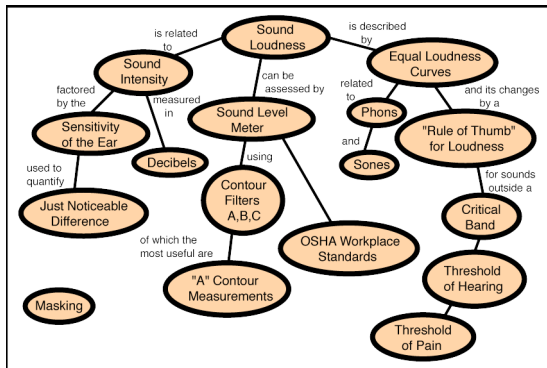 Sound
Loudness
is related
to
is described
by
Sound
Intensity
Equal Loudness
Curves
can be
assessed by
factored
by the
measured
in
related
to
and its changes
by a
Phons
Sound Level
Meter
Sensitivity
of the Ear
"Rule of Thumb"
for Loudness
and
Decibels
Sones
used to
quantify
using
for sounds
outside a
Contour
Filters
A,B,C
Just Noticeable
Difference
Critical
Band
of which the
most useful are
OSHA Workplace
Standards
Threshold
of Hearing
"A" Contour
Measurements
Masking
Threshold
of Pain